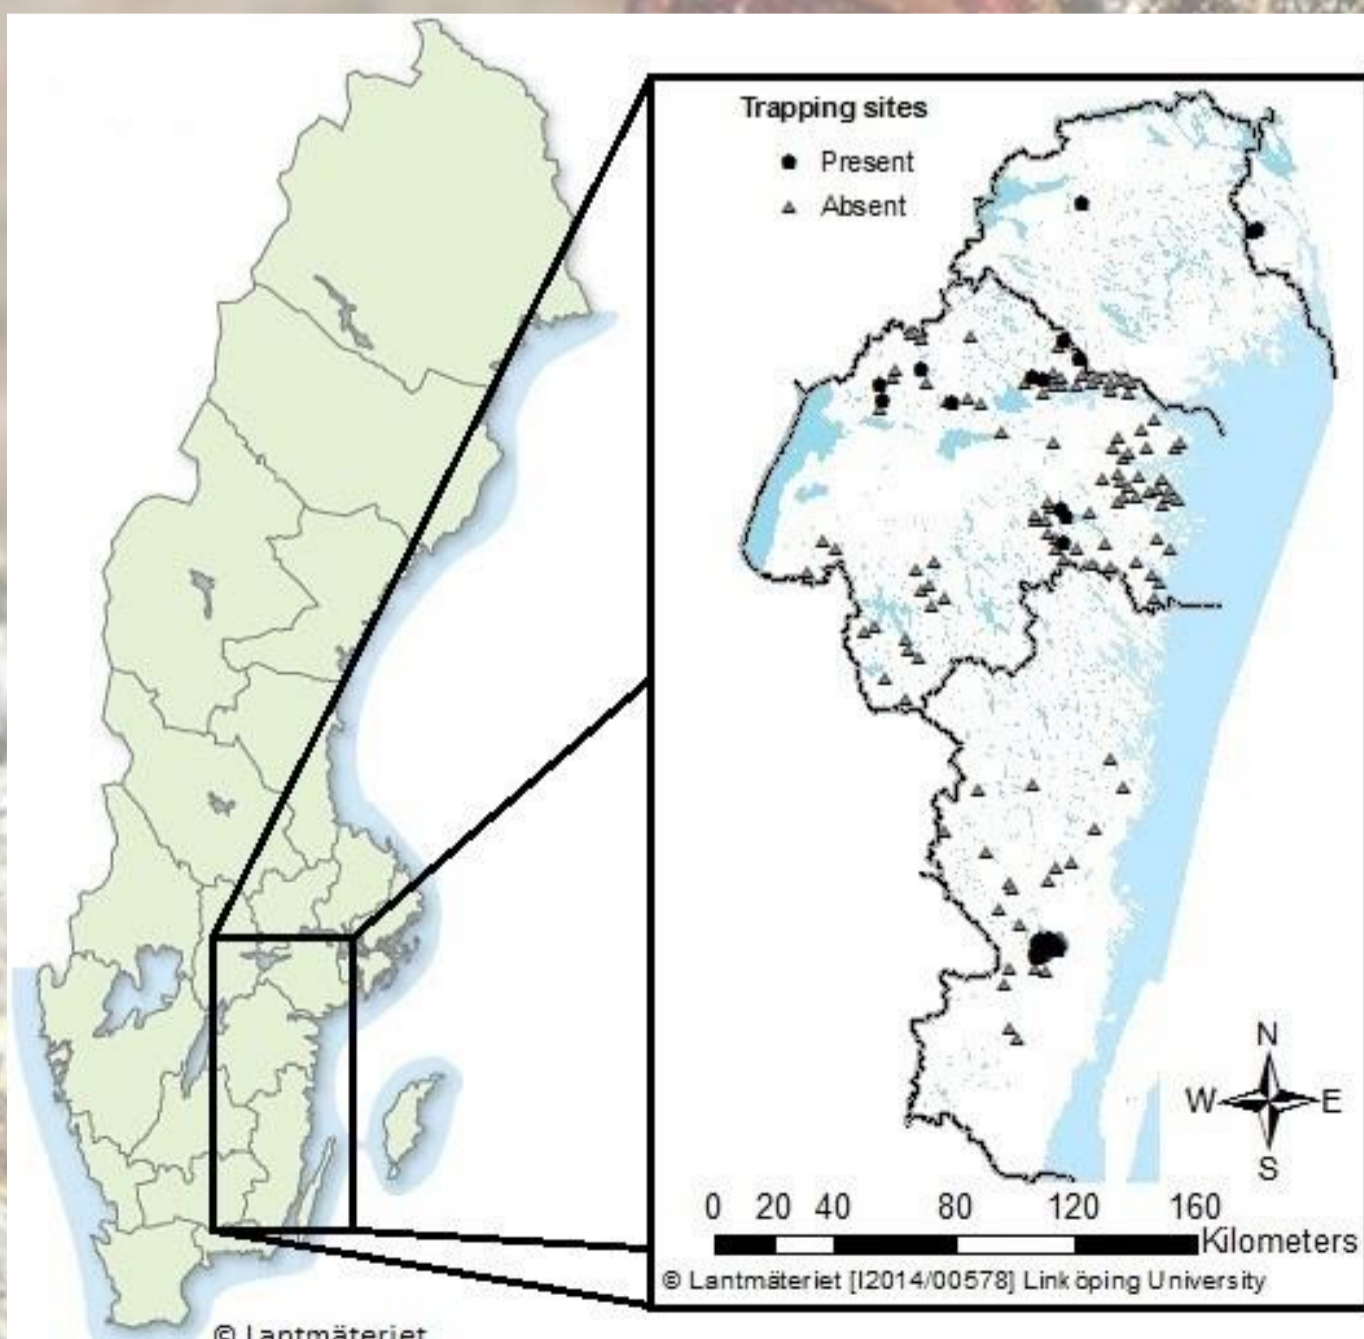 Trapping sites
Present
Absent
N
W E
S
0 20 40 80 120 160
Kilometers
© Lantmäteriet [I2014/00578] Linköping University
© Lantmäteriet